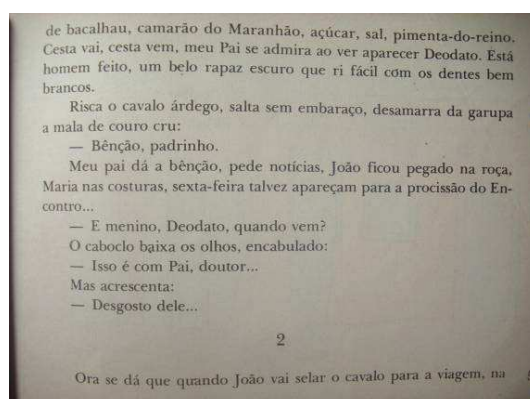 de bacalhau, camarão do Maranhão, açúcar, sal, pimenta-do-reino.
Cesta vai, cesta vem, meu Pai se admira ao ver aparecer Deodato. Está
homem feito, um belo rapaz escuro que ri fácil com os dentes bem
brancos.
Risca o cavalo árdego, salta sem embaraço, desamarra da garupa
a mala de couro cru:
— Bênção, padrinho.
Meu pai dá a bênção, pede notícias, João ficou pegado na roça,
Maria nas costuras, sexta-feira talvez apareçam para a procissão do En-
contro...
— E menino, Deodato, quando vem?
O caboclo baixa os olhos, encabulado:
— Isso é com Pai, doutor...
Mas acrescenta:
— Desgosto dele...
2
Ora se dá que quando João vai selar o cavalo para a viagem, na